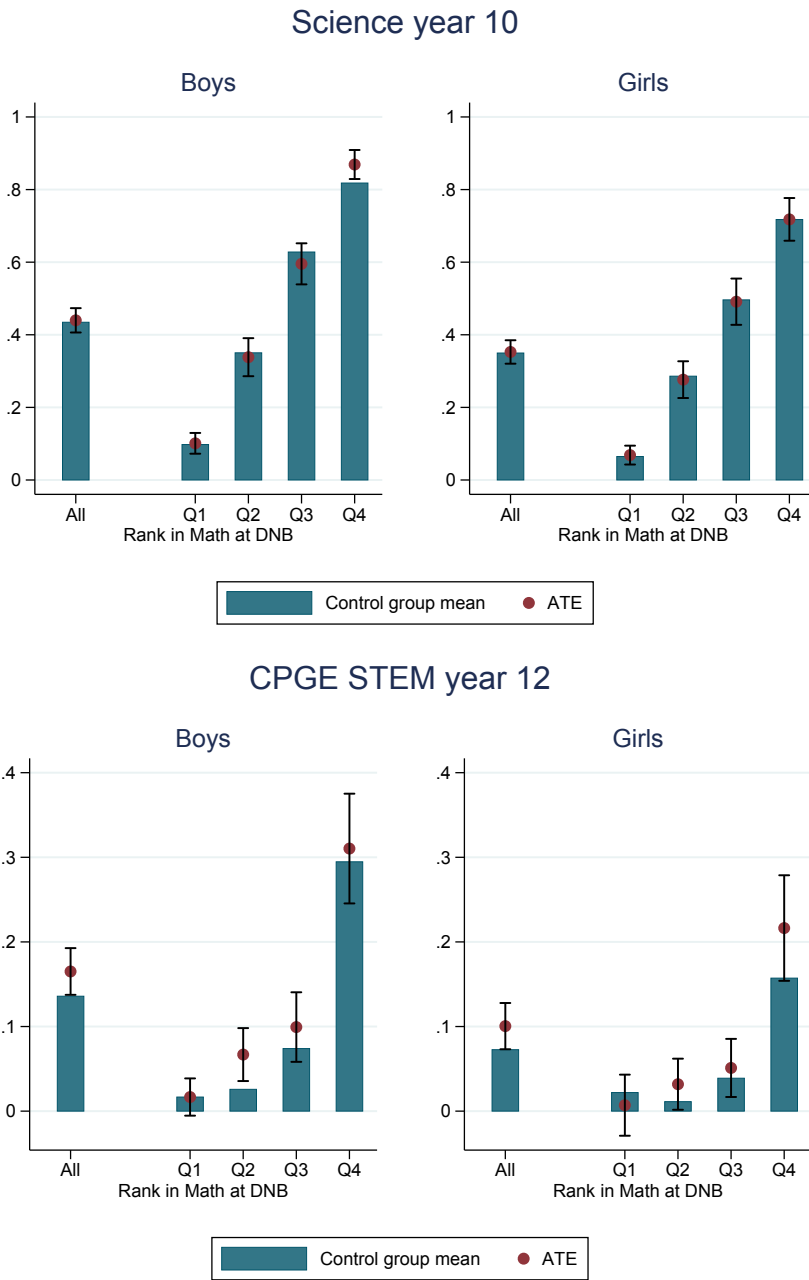 Science year 10
Boys
Girls
1
.8
.6
.4
.2
0
1
.8
.6
.4
.2
0
All Q1 Q2 Q3 Q4
Rank in Math at DNB
All Q1 Q2 Q3 Q4
Rank in Math at DNB
Control group mean ATE
CPGE STEM year 12
Boys
Girls
.4
.3
.2
.1
0
.4
.3
.2
.1
0
All Q1 Q2 Q3 Q4
Rank in Math at DNB
All Q1 Q2 Q3 Q4
Rank in Math at DNB
Control group mean ATE